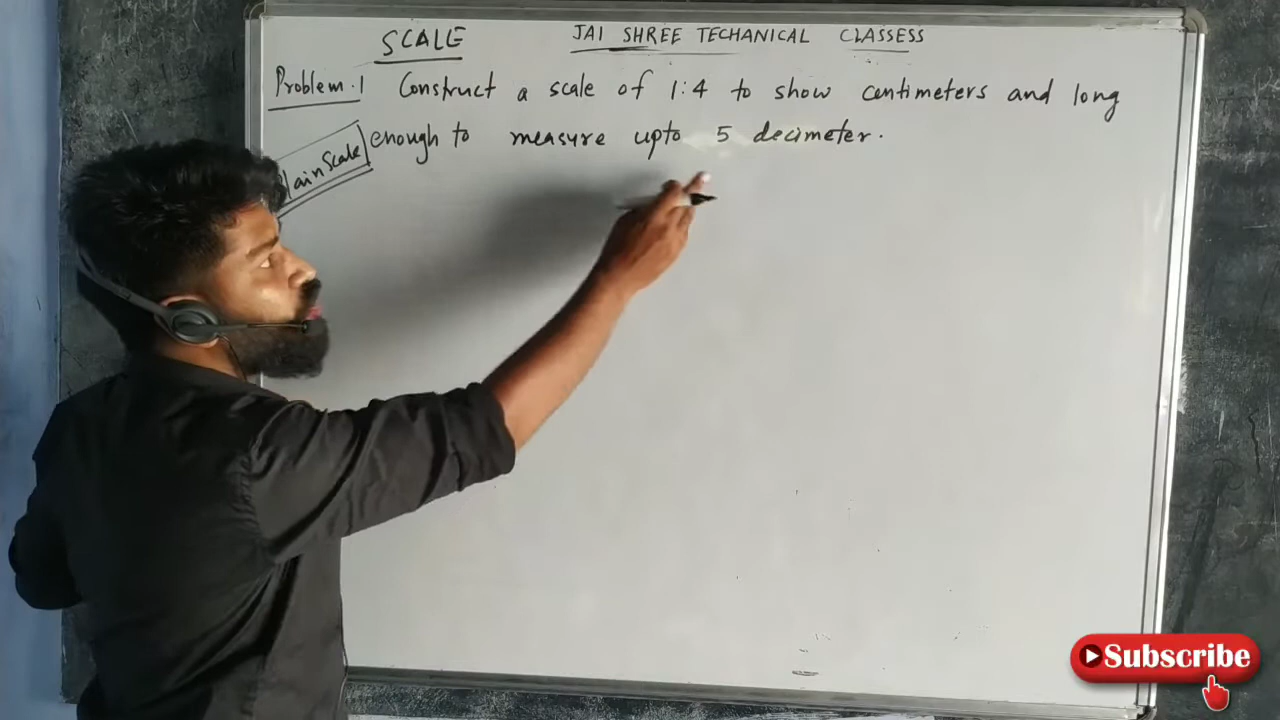 SCALE JAI SHREE TECHANICAL CLASSESS
Problem.1 Construct a scale of 1:4 to show centimeters and long
enough to measure upto 5 decimeter.
lain Scale
Subscribe